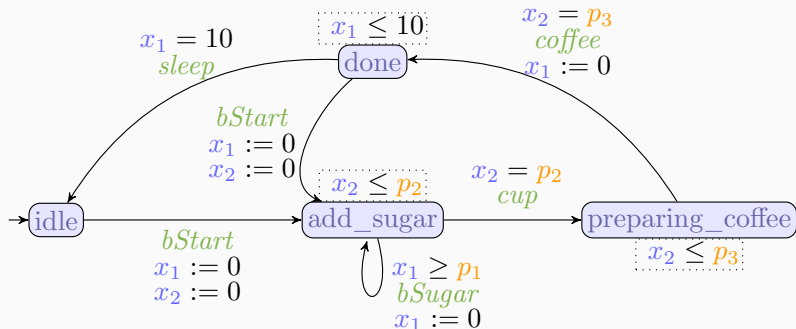 x₁ ≤ 10
done
x₁ = 10
sleep
x₂ = p₃
coffee
x₁ := 0
bStart
x₁ := 0
x₂ := 0
x₂ ≤ p₂
x₂ = p₂
cup
idle
add_sugar
preparing_coffee
bStart
x₁ := 0
x₂ := 0
x₁ ≥ p₁
bSugar
x₁ := 0
x₂ ≤ p₃